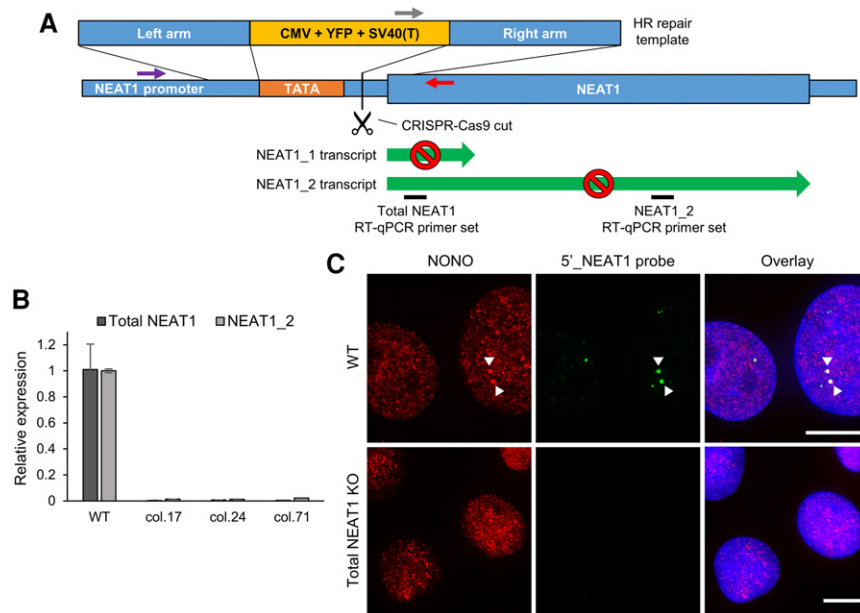 A
Left arm
CMV + YFP + SV40(T)
Right arm
HR repair
template
NEAT1 promoter
TATA
NEAT1
CRISPR-Cas9 cut
NEAT1_1 transcript
NEAT1_2 transcript
Total NEAT1
RT-qPCR primer set
NEAT1_2
RT-qPCR primer set
B
Total NEAT1
NEAT1_2
Relative expression
1.2
1
0.8
0.6
0.4
0.2
0
WT
col.17
col.24
col.71
C
NONO
5'_NEAT1 probe
Overlay
WT
Total NEAT1 KO